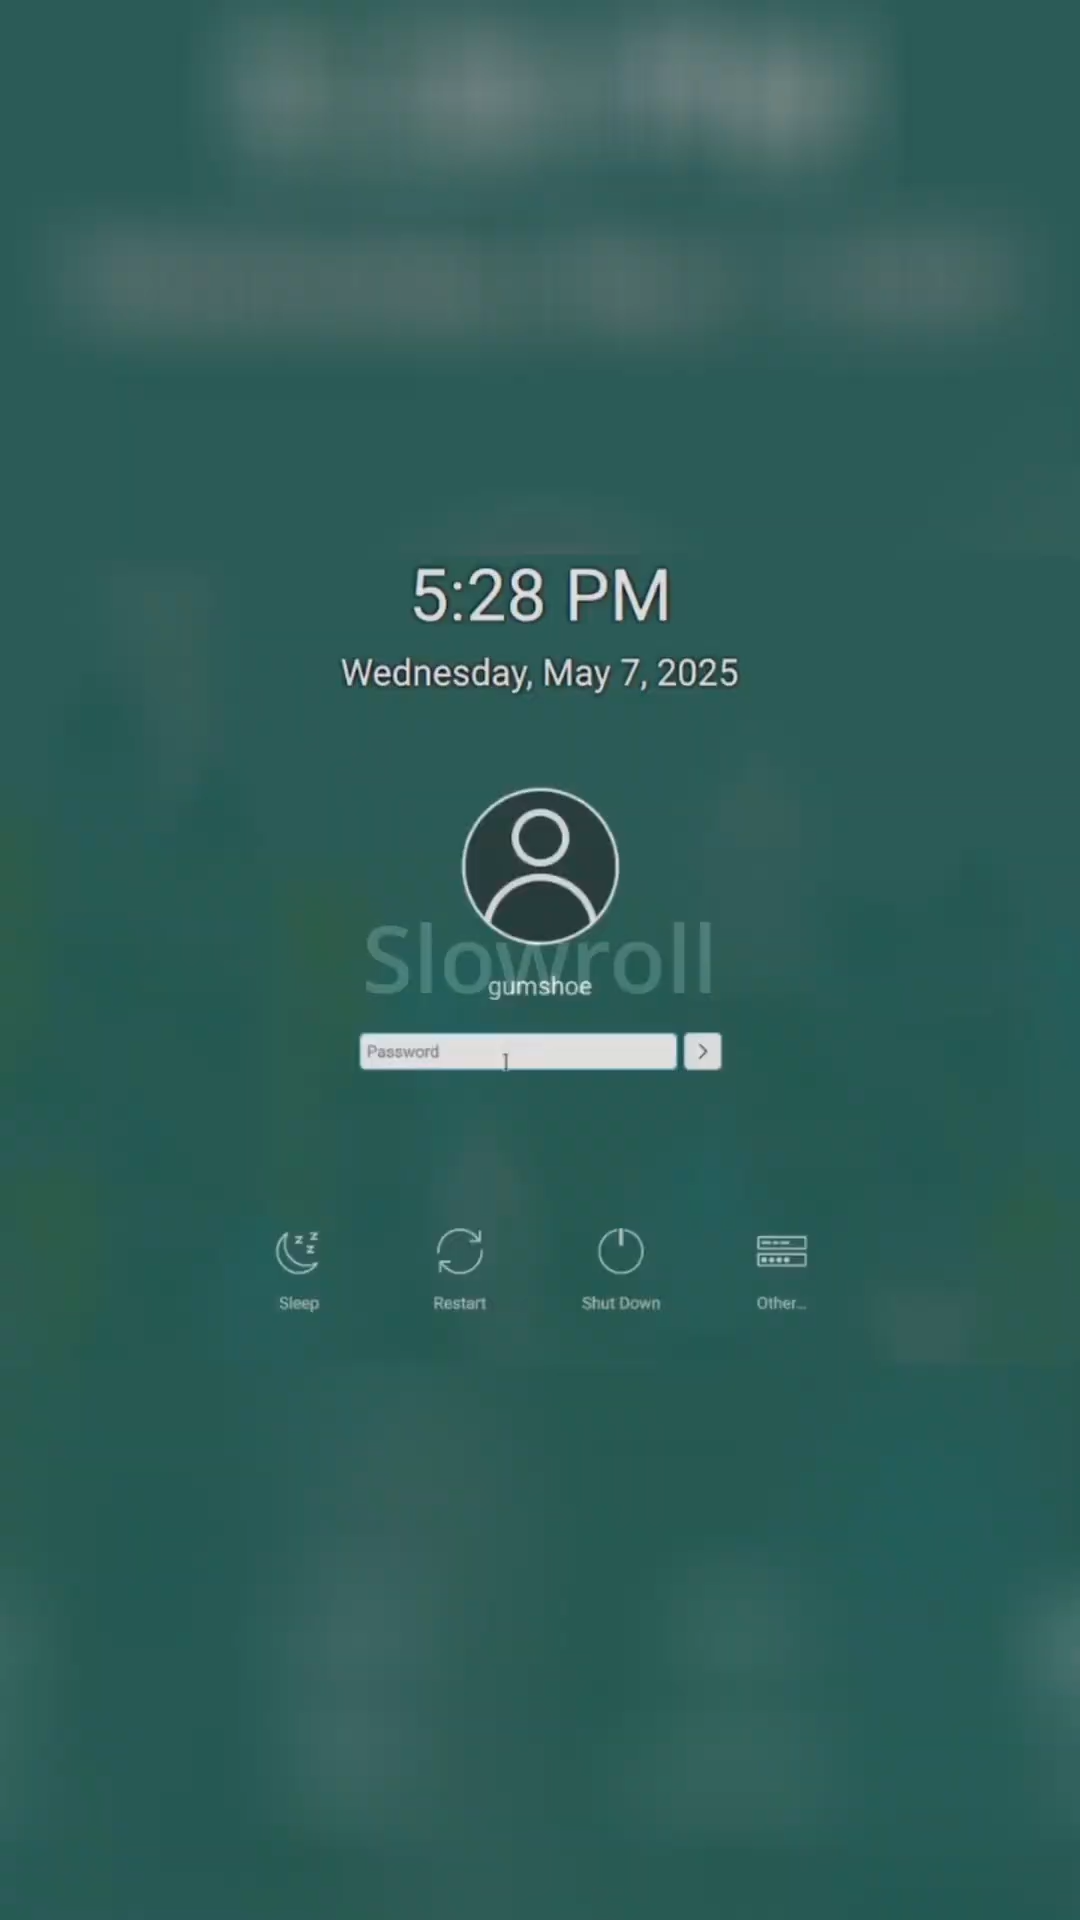 5:28 PM
Wednesday, May 7, 2025
Slowroll
gumshoe
Password
Sleep
Restart
Shut Down
Other...